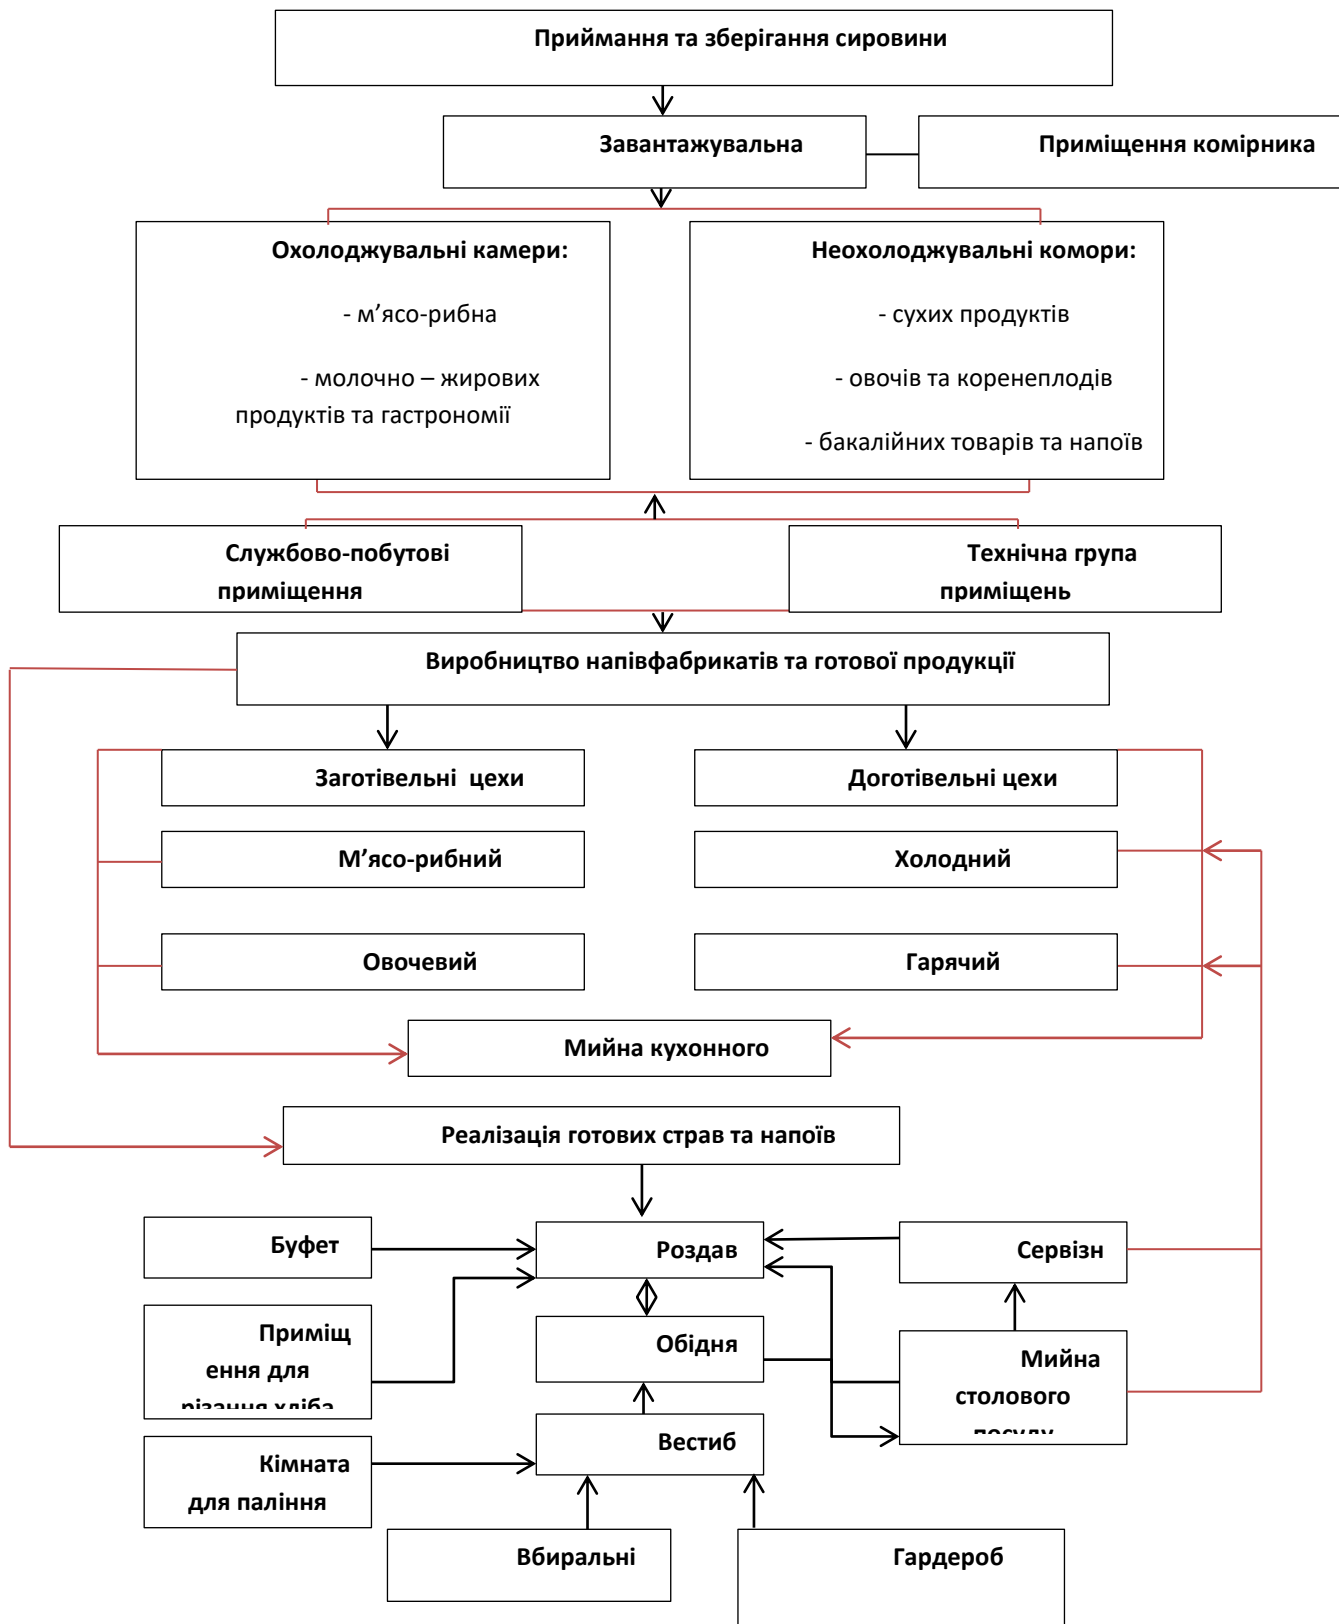 Приймання та зберігання сировини
Завантажувальна
Приміщення комірника
Охолоджувальні камери:
- м’ясо-рибна
- молочно – жирових
продуктів та гастрономії
Неохолоджувальні комори:
- сухих продуктів
- овочів та коренеплодів
- бакалійних товарів та напоїв
Службово-побутові
приміщення
Технічна група
приміщень
Виробництво напівфабрикатів та готової продукції
Заготівельні цехи
Доготівельні цехи
М’ясо-рибний
Холодний
Овочевий
Гарячий
Мийна кухонного
Реалізація готових страв та напоїв
Буфет
Роздав
Сервізн
Приміщ
ення для
різання хліба
Обідня
Мийна
столового
посуду
Вестиб
Кімната
для паління
Вбиральні
Гардероб